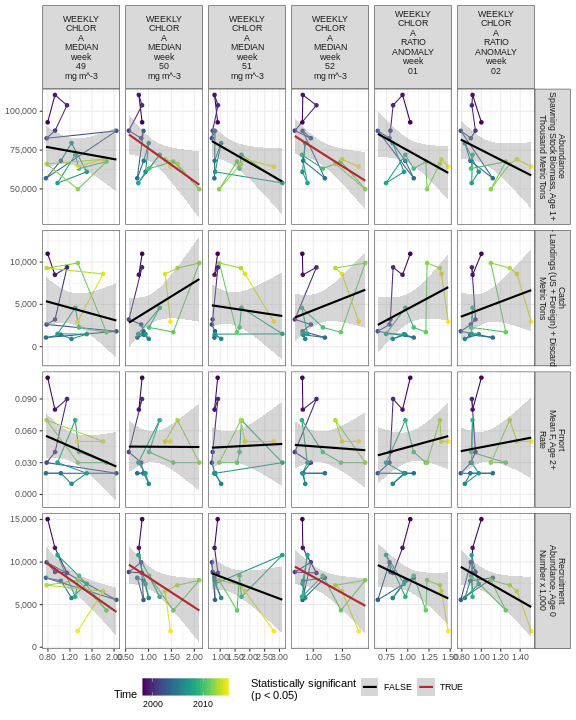 WEEKLY
CHLOR
A
MEDIAN
week
49
mg m^-3
WEEKLY
CHLOR
A
MEDIAN
week
50
mg m^-3
WEEKLY
CHLOR
A
MEDIAN
week
51
mg m^-3
WEEKLY
CHLOR
A
MEDIAN
week
52
mg m^-3
WEEKLY
CHLOR
A
RATIO
ANOMALY
week
01
WEEKLY
CHLOR
A
RATIO
ANOMALY
week
02
100,000
75,000
50,000
Abundance
Spawning Stock Biomass, Age 1+
Thousand Metric Tons
10,000
5,000
0
Catch
Landings (US + Foreign) + Discard
Metric Tons
0.090
0.060
0.030
0.000
Fmort
Mean F, Age 2+
Rate
15,000
10,000
5,000
0
Recruitment
Abundance, Age 0
Number x 1,000
0.80 1.20 1.60 2.00
0.50 1.00 1.50 2.00
1.00 1.50 2.00 2.50 3.00
1.00 1.50
0.75 1.00 1.25 1.50
0.80 1.00 1.20 1.40
Time
2000 2010
Statistically significant
(p < 0.05)
FALSE TRUE